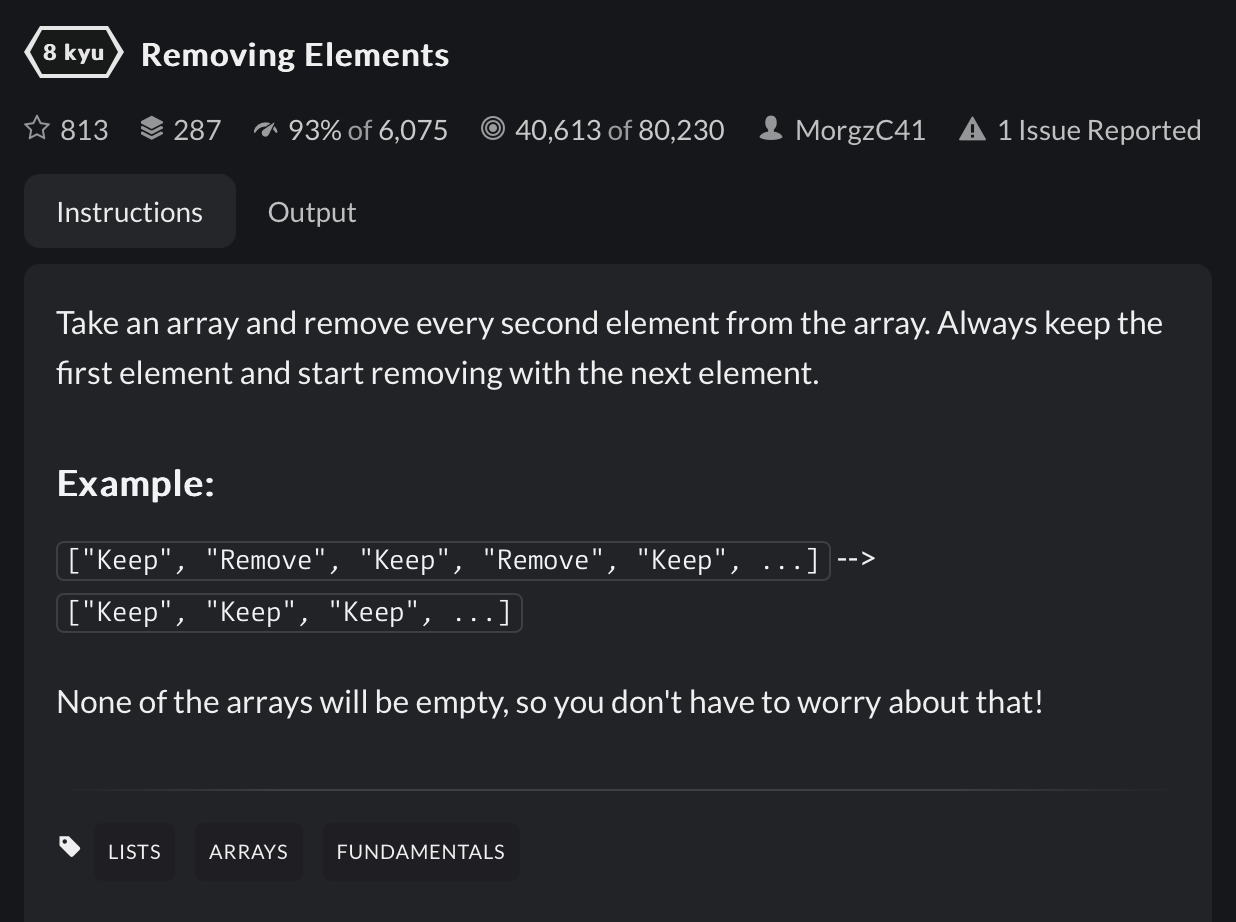 8 kyu Removing Elements
813 287 93% of 6,075 40,613 of 80,230 MorgzC41 1 Issue Reported
Instructions Output
Take an array and remove every second element from the array. Always keep the
first element and start removing with the next element.
Example:
["Keep", "Remove", "Keep", "Remove", "Keep", ...] -->
["Keep", "Keep", "Keep", ...]
None of the arrays will be empty, so you don't have to worry about that!
LISTS ARRAYS FUNDAMENTALS